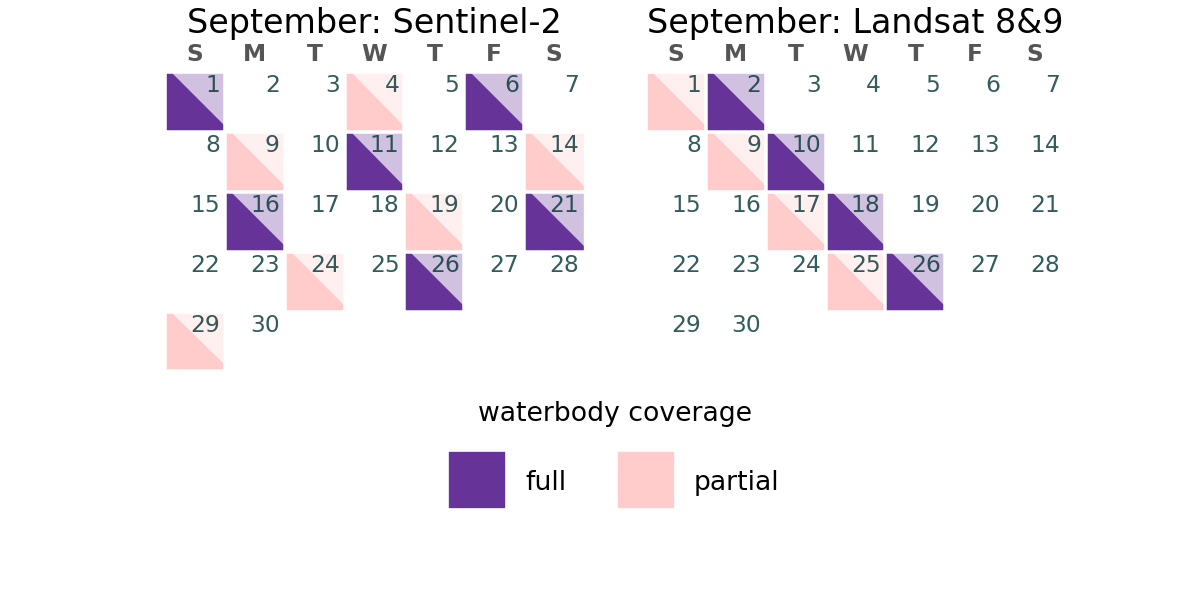 September: Sentinel-2
S M T W T F S
1 2 3 4 5 6 7
8 9 10 11 12 13 14
15 16 17 18 19 20 21
22 23 24 25 26 27 28
29 30
September: Landsat 8&9
S M T W T F S
1 2 3 4 5 6 7
8 9 10 11 12 13 14
15 16 17 18 19 20 21
22 23 24 25 26 27 28
29 30
waterbody coverage
full partial